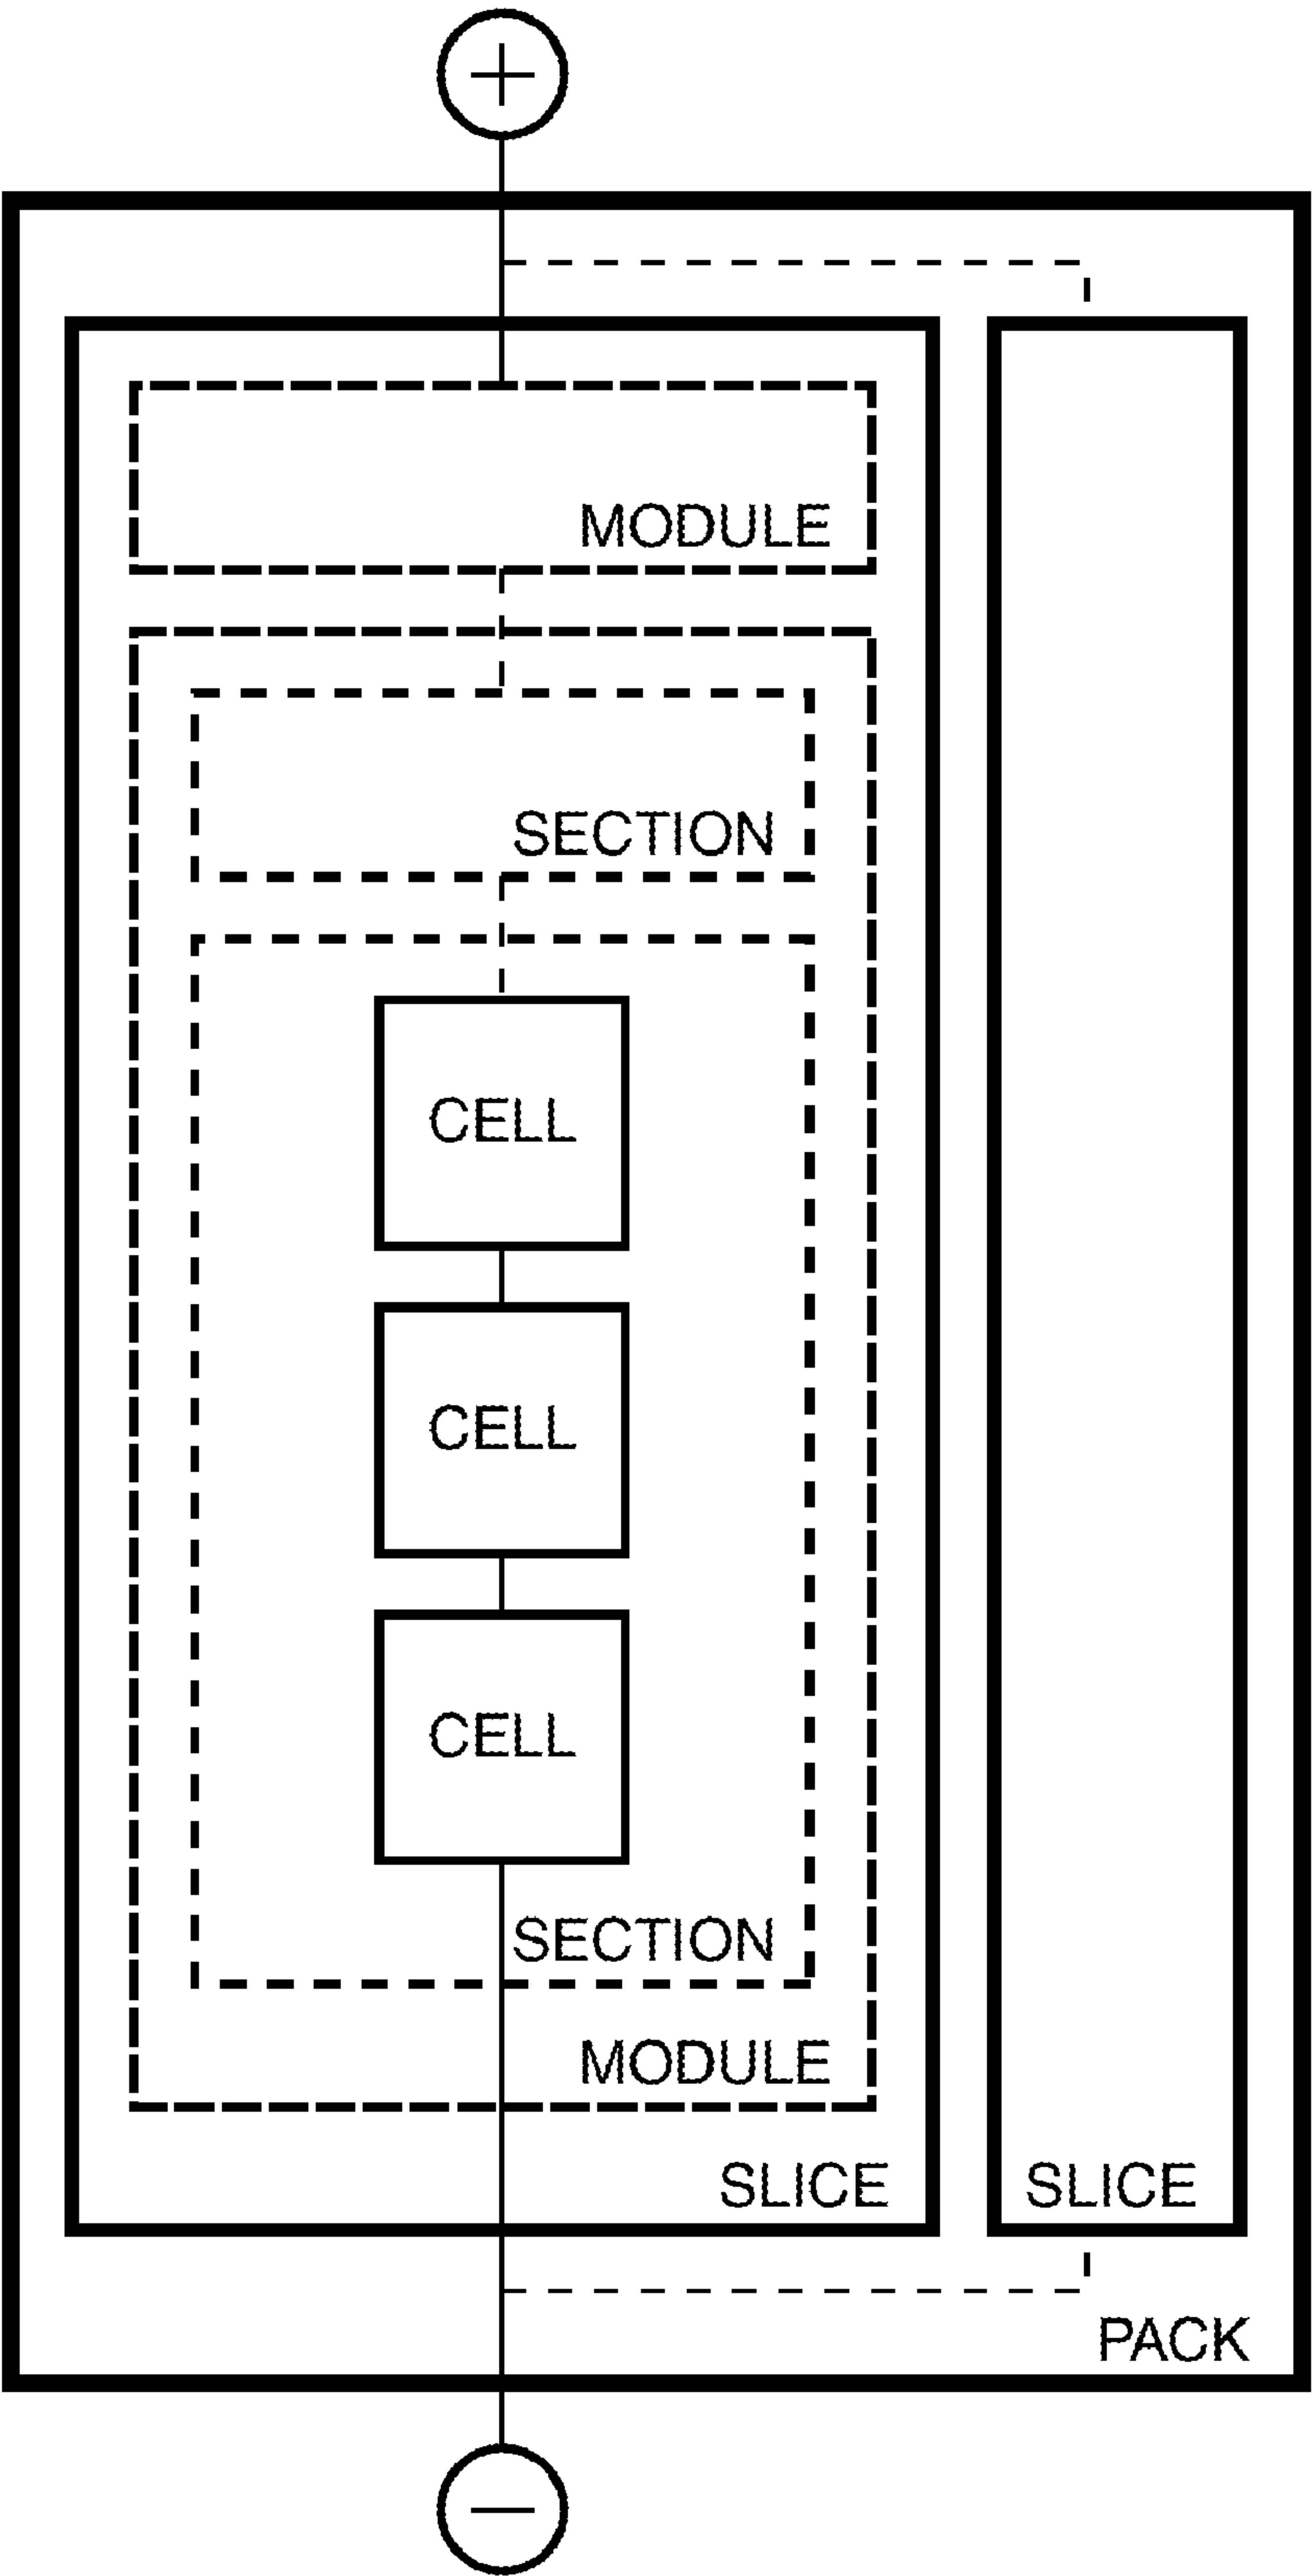 +
MODULE
SECTION
CELL
CELL
CELL
SECTION
MODULE
SLICE
SLICE
PACK
−